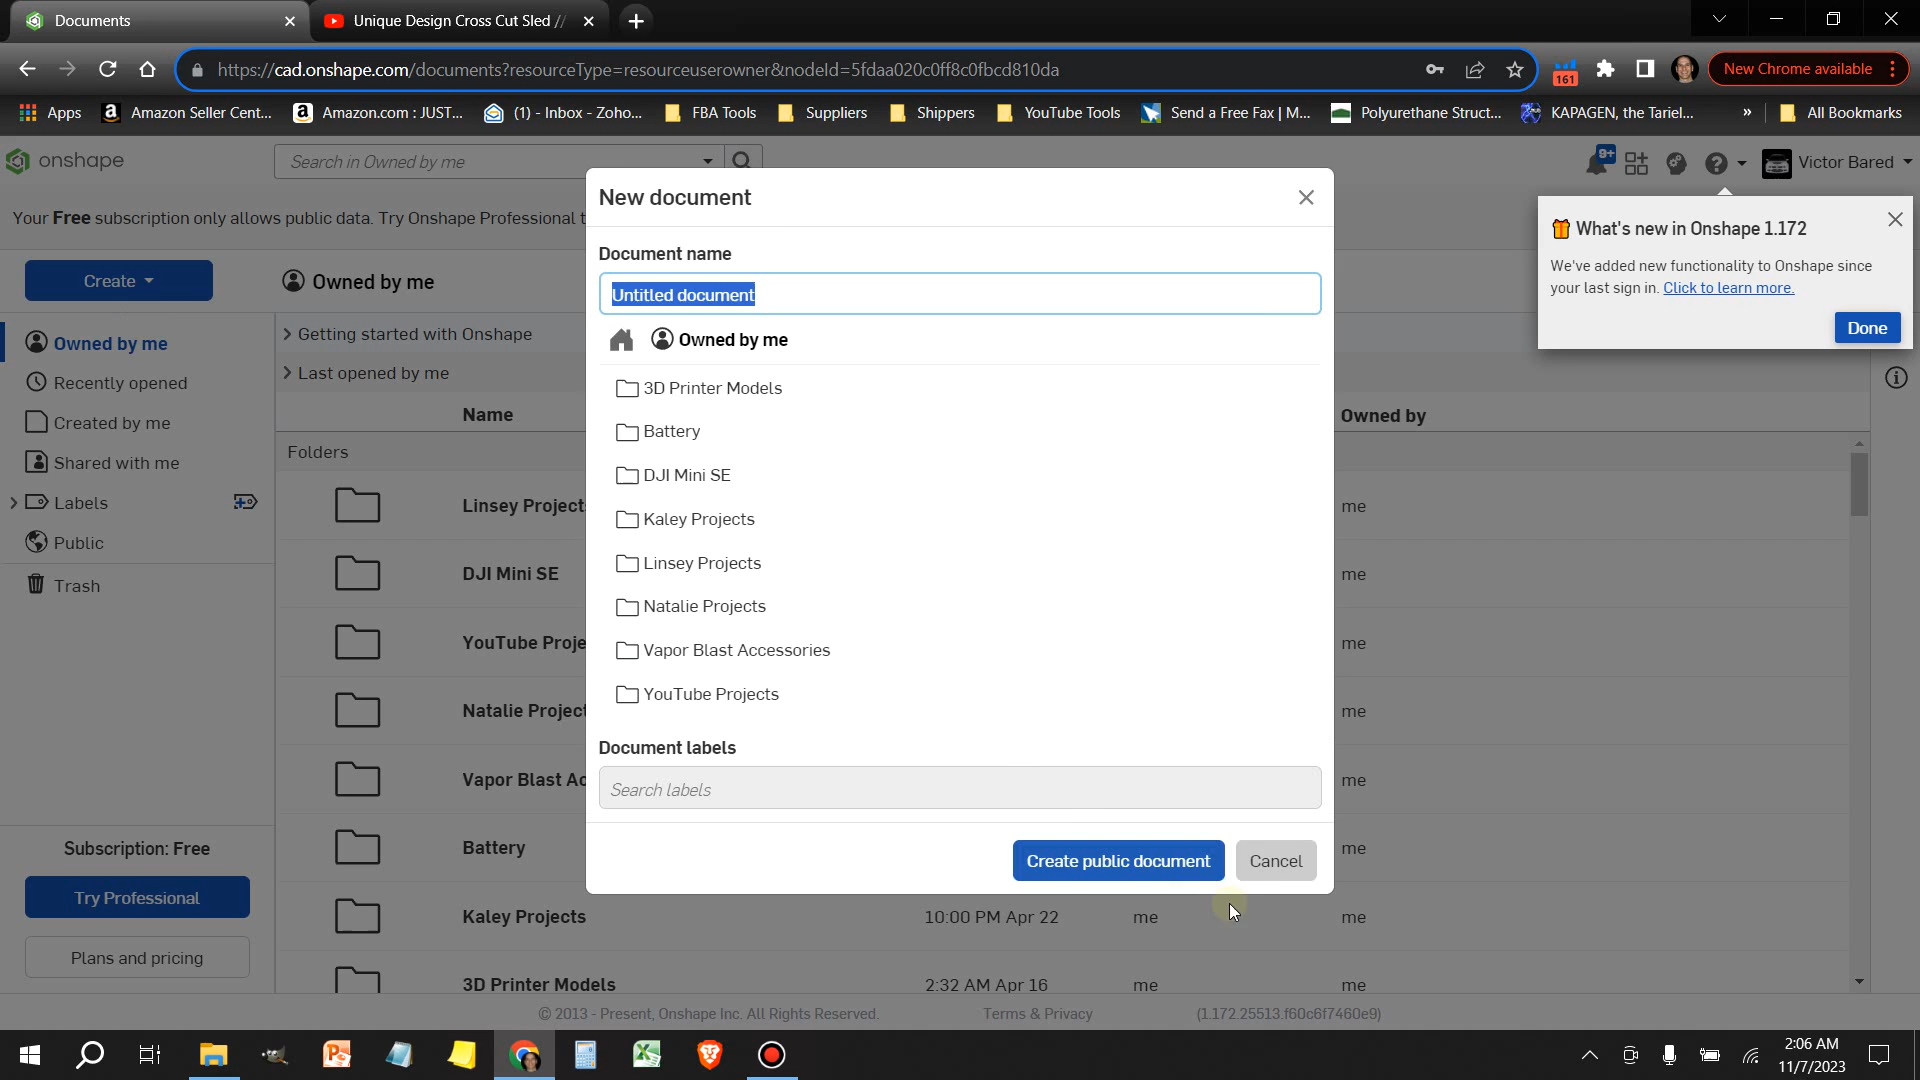 Documents
Unique Design Cross Cut Sled //
https://cad.onshape.com/documents?resourceType=resourceuserowner&nodeId=5fdaa020c0ff8c0fbcd810da
161
New Chrome available
Apps
Amazon Seller Cent...
Amazon.com : JUST...
(1) - Inbox - Zoho...
FBA Tools
Suppliers
Shippers
YouTube Tools
Send a Free Fax | M...
Polyurethane Struct...
KAPAGEN, the Tariel...
»
All Bookmarks
onshape
Search in Owned by me
9+
Victor Bared
Your Free subscription only allows public data. Try Onshape Professional t
Create
Owned by me
Owned by me
Recently opened
Created by me
Shared with me
Labels
Public
Trash
Subscription: Free
Try Professional
Plans and pricing
Getting started with Onshape
Last opened by me
Name
Owned by
Folders
Linsey Project
me
DJI Mini SE
me
YouTube Proje
me
Natalie Project
me
Vapor Blast Ac
me
Battery
me
Kaley Projects
10:00 PM Apr 22
me
me
3D Printer Models
2:32 AM Apr 16
me
me
New document
Document name
Untitled document
Owned by me
3D Printer Models
Battery
DJI Mini SE
Kaley Projects
Linsey Projects
Natalie Projects
Vapor Blast Accessories
YouTube Projects
Document labels
Search labels
Create public document
Cancel
What's new in Onshape 1.172
We've added new functionality to Onshape since
your last sign in. Click to learn more.
Done
© 2013 - Present, Onshape Inc. All Rights Reserved.
Terms & Privacy
(1.172.25513.f60c6f7460e9)
2:06 AM
11/7/2023